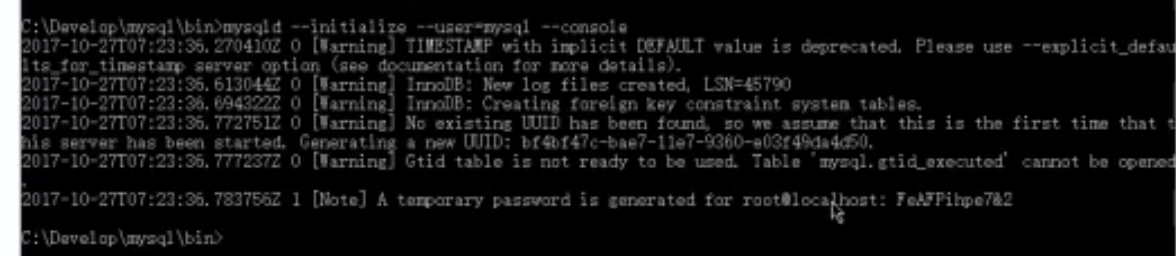 C:\Develop\mysql\bin>mysqld --initialize --user=mysql --console
2017-10-27T07:23:36.270410Z 0 [Warning] TIMESTAMP with implicit DEFAULT value is deprecated. Please use --explicit_defau
lts_for_timestamp server option (see documentation for more details).
2017-10-27T07:23:36.613044Z 0 [Warning] InnoDB: New log files created, LSN=45790
2017-10-27T07:23:36.694322Z 0 [Warning] InnoDB: Creating foreign key constraint system tables.
2017-10-27T07:23:36.772751Z 0 [Warning] No existing UUID has been found, so we assume that this is the first time that t
his server has been started. Generating a new UUID: bf4bf47c-bae7-11e7-9360-e03f49da4d50.
2017-10-27T07:23:36.777237Z 0 [Warning] Gtid table is not ready to be used. Table 'mysql.gtid_executed' cannot be opened
.
2017-10-27T07:23:36.783756Z 1 [Note] A temporary password is generated for root@localhost: FeAFPihpe7&2
C:\Develop\mysql\bin>